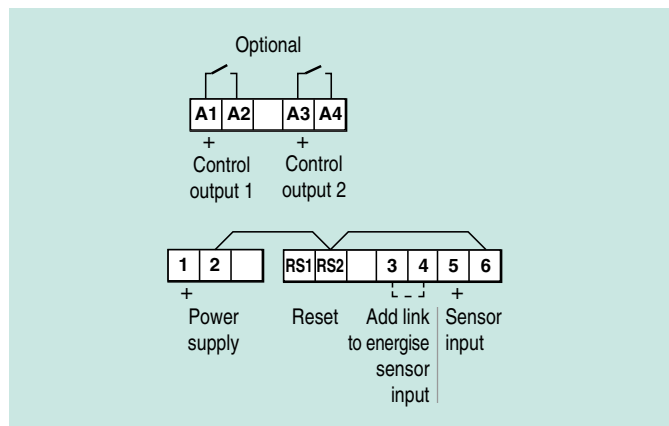 Optional
A1 A2 A3 A4
+ +
Control Control
output 1 output 2
1 2 RS1 RS2 3 4 5 6
+ +
Power Reset Add link Sensor
supply to energise input
sensor
input